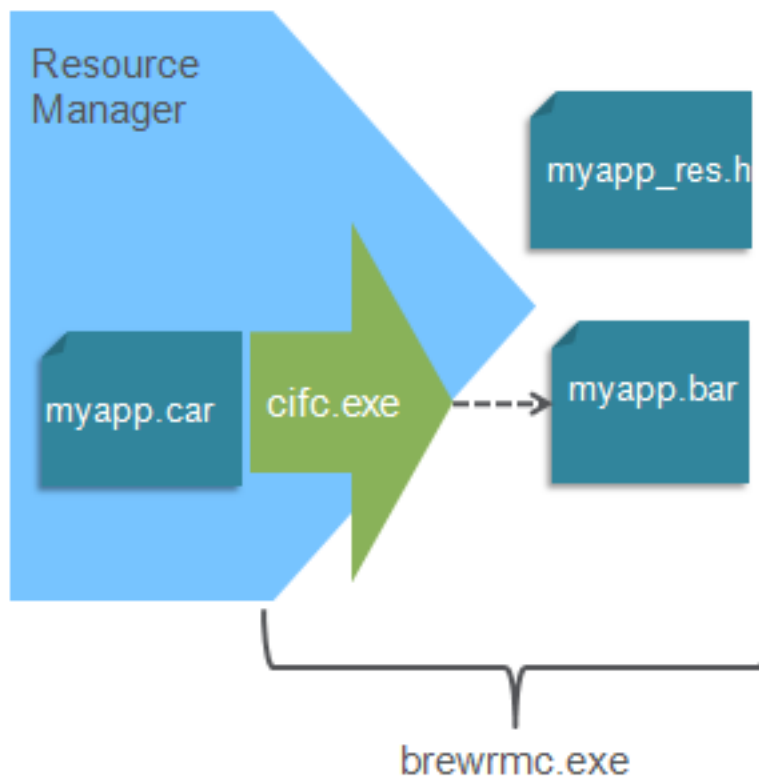 Resource
Manager
myapp_res.h
myapp.car
cifc.exe
myapp.bar
brewrmc.exe